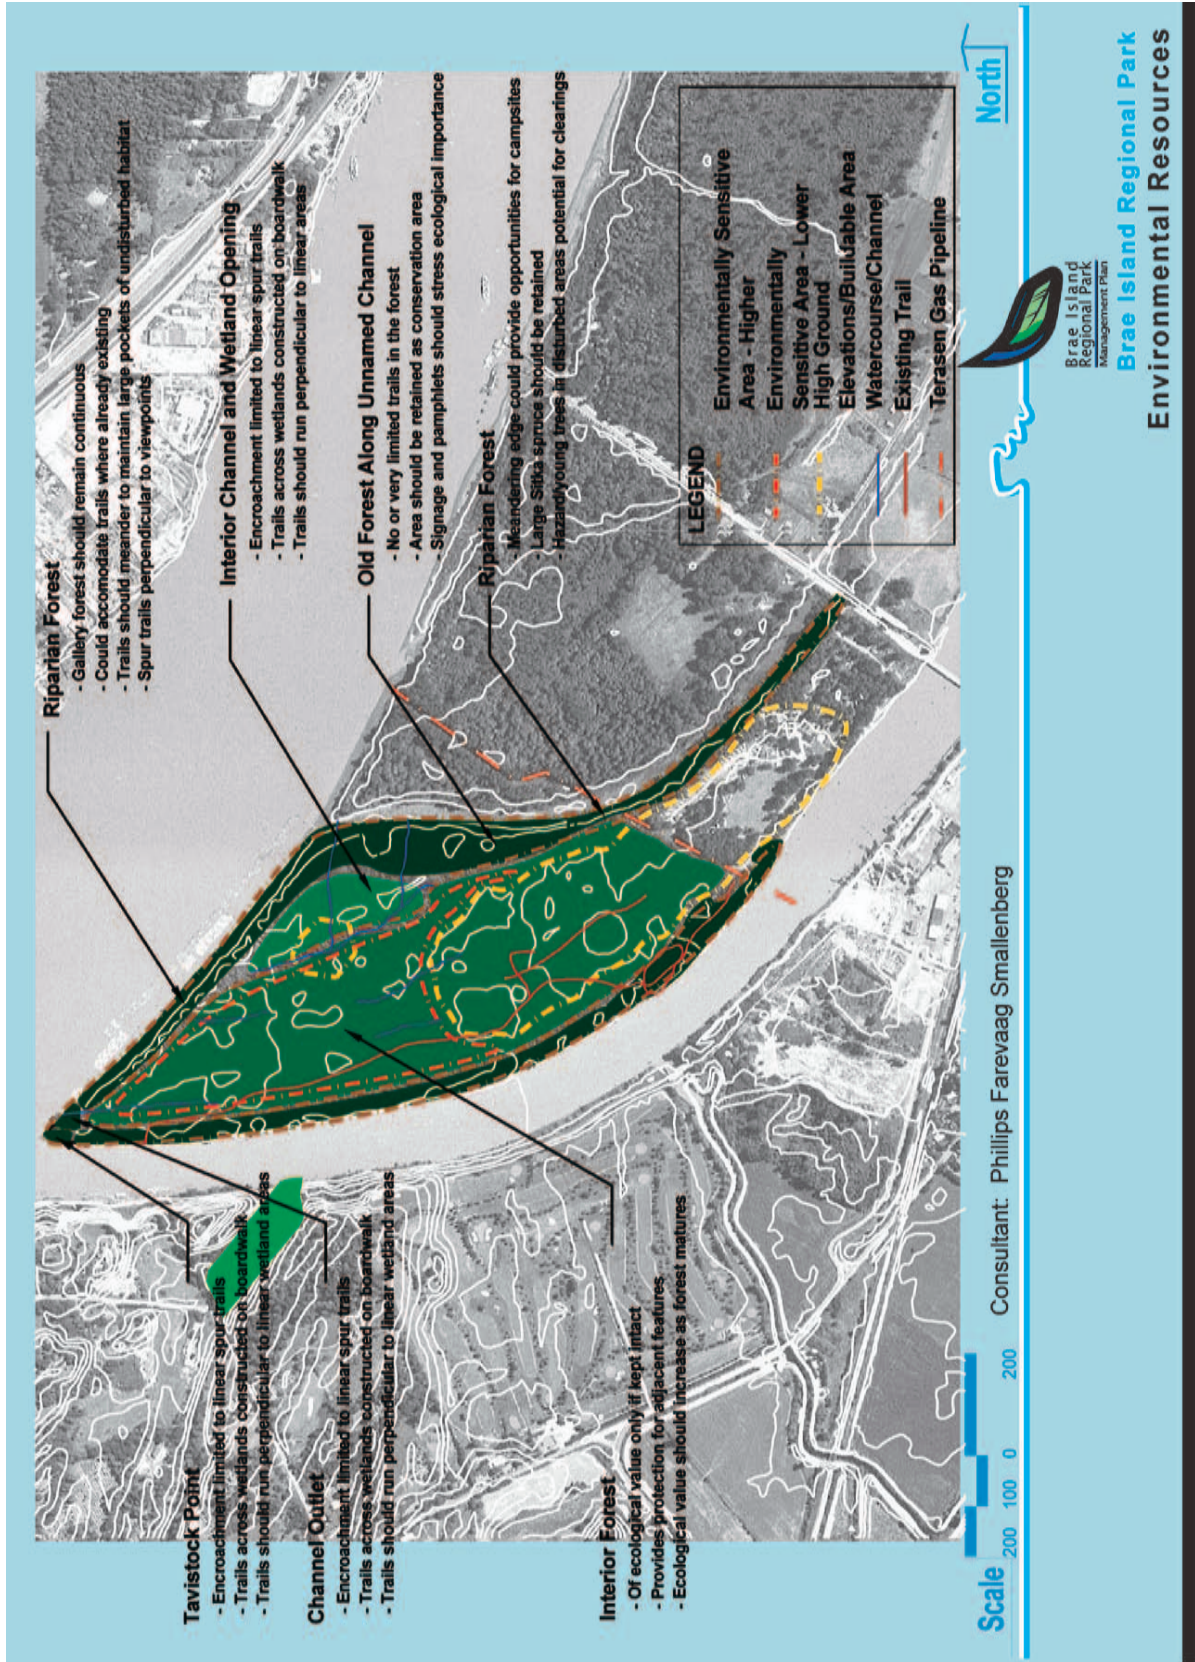 Riparian Forest
- Gallery forest should remain continuous
- Could accomodate trails where already existing
- Trails should meander to maintain large pockets of undisturbed habitat
- Spur trails perpendicular to viewpoints
Interior Channel and Wetland Opening
- Encroachment limited to linear spur trails
- Trails across wetlands constructed on boardwalk
- Trails should run perpendicular to linear areas
Old Forest Along Unnamed Channel
- No or very limited trails in the forest
- Area should be retained as conservation area
- Signage and pamphlets should stress ecological importance
Riparian Forest
- Meandering edge could provide opportunities for campsites
- Large Sitka spruce should be retained
- Hazard/young trees in disturbed areas potential for clearings
Tavistock Point
- Encroachment limited to linear spur trails
- Trails across wetlands constructed on boardwalk
- Trails should run perpendicular to linear wetland areas
Channel Outlet
- Encroachment limited to linear spur trails
- Trails across wetlands constructed on boardwalk
- Trails should run perpendicular to linear wetland areas
Interior Forest
- Of ecological value only if kept intact
- Provides protection for adjacent features
- Ecological value should increase as forest matures
LEGEND
Environmentally Sensitive
Area - Higher
Environmentally
Sensitive Area - Lower
High Ground
Elevations/Buildable Area
Watercourse/Channel
Existing Trail
Terasen Gas Pipeline
Scale
200 100 0 200
Consultant: Phillips Farevaag Smallenberg
North
Brae Island
Regional Park
Management Plan
Brae Island Regional Park
Environmental Resources